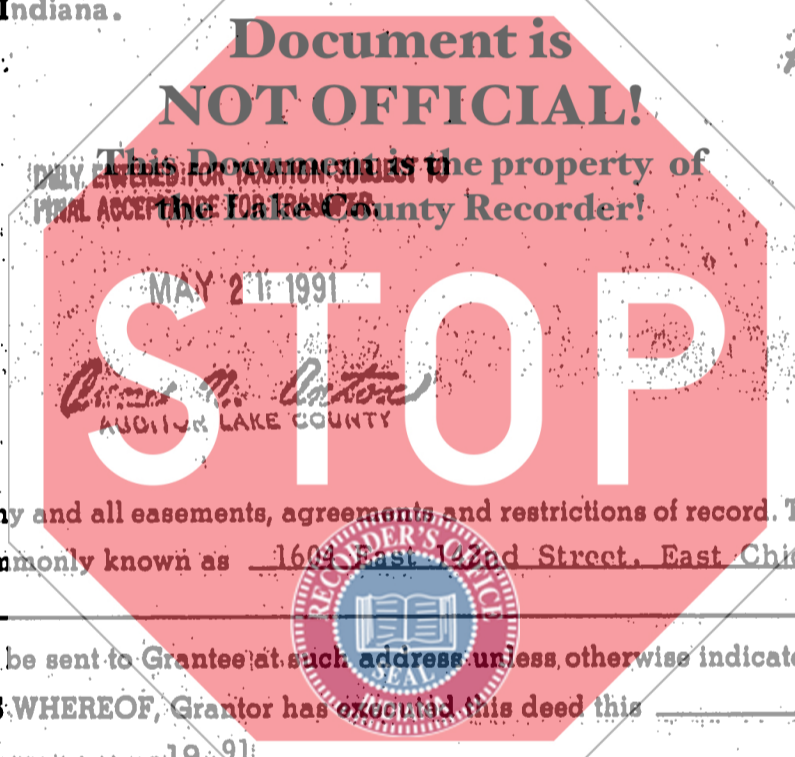 Indiana.
Document is
NOT OFFICIAL!
This Document is the property of
the Lake County Recorder!
DULY ENTERED FOR TAXATION SUBJECT TO
FINAL ACCEPTANCE FOR TRANSFER.
MAY 21 1991
STOP
AUDITOR LAKE COUNTY
ny and all easements, agreements and restrictions of record. T
mmonly known as 1604 East 142nd Street, East Chic
RECORDER'S OFFICE
SEAL
be sent to Grantee at such address unless otherwise indicate
S WHEREOF, Grantor has executed this deed this
19 91